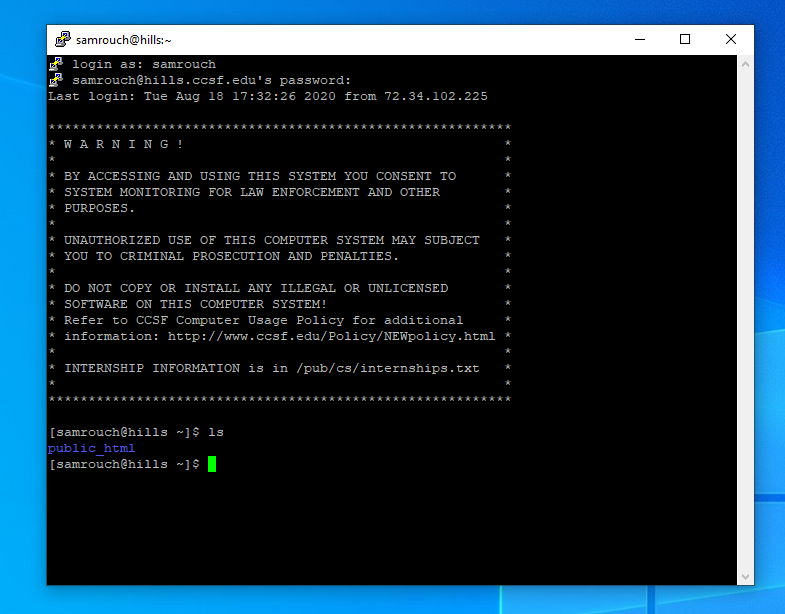 samrouch@hills:~
login as: samrouch
samrouch@hills.ccsf.edu's password:
Last login: Tue Aug 18 17:32:26 2020 from 72.34.102.225
**********************************************************
* W A R N I N G ! *
* *
* BY ACCESSING AND USING THIS SYSTEM YOU CONSENT TO *
* SYSTEM MONITORING FOR LAW ENFORCEMENT AND OTHER *
* PURPOSES. *
* *
* UNAUTHORIZED USE OF THIS COMPUTER SYSTEM MAY SUBJECT *
* YOU TO CRIMINAL PROSECUTION AND PENALTIES. *
* *
* DO NOT COPY OR INSTALL ANY ILLEGAL OR UNLICENSED *
* SOFTWARE ON THIS COMPUTER SYSTEM! *
* Refer to CCSF Computer Usage Policy for additional *
* information: http://www.ccsf.edu/Policy/NEWpolicy.html *
* *
* INTERNSHIP INFORMATION is in /pub/cs/internships.txt *
* *
**********************************************************
[samrouch@hills ~]$ ls
public_html
[samrouch@hills ~]$